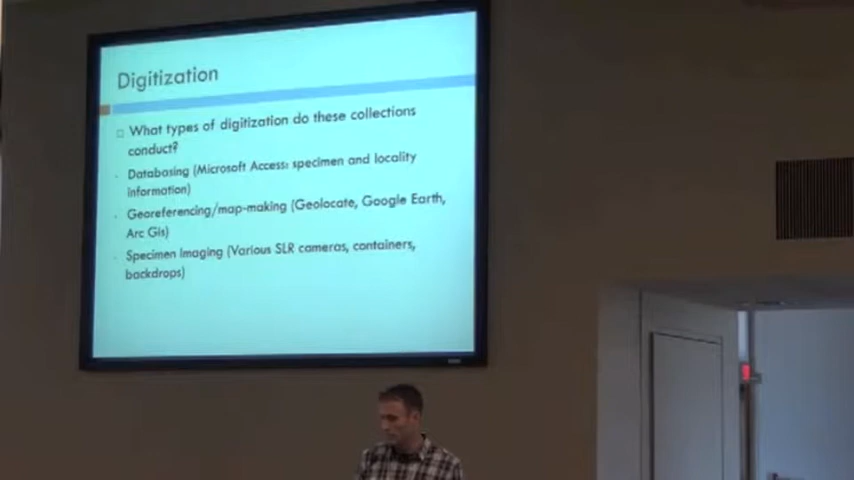 Digitization
What types of digitization do these collections
conduct?
Databasing (Microsoft Access: specimen and locality
information)
Georeferencing/map-making (Geolocate, Google Earth,
Arc Gis)
Specimen Imaging (Various SLR cameras, containers,
backdrops)